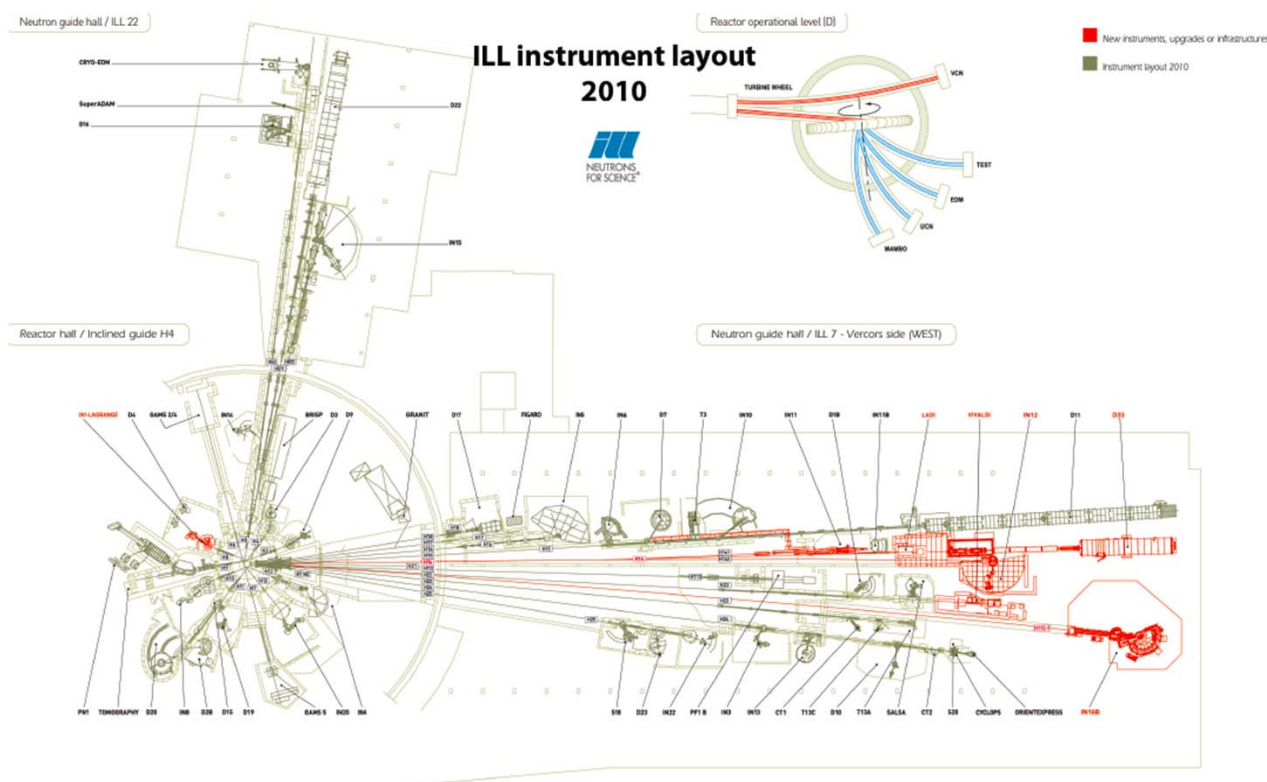 Neutron guide hall / ILL 22
ILL instrument layout
2010
NEUTRONS
FOR SCIENCE®
Reactor operational level (D)
New instruments, upgrades or infrastructures
Instrument layout 2010
CRYO-EDM
SuperADAM
D16
D22
IN15
TURBINE WHEEL
VCN
TEST
EDM
UCN
MAMBO
Reactor hall / Inclined guide H4
Neutron guide hall / ILL 7 - Vercors side (WEST)
IN1-LAGRANGE D4 GAMS 3/4 IN14 BRISP D3 D9 GRANIT D17 FIGARO IN5 IN6 D7 T3 IN10 IN11 D1B IN11B LADI VIVALDI IN12 D11 D33
PN1 TOMOGRAPHY D20 IN8 D2B D15 D19 GAMS 5 IN20 IN4 S18 D23 IN22 PF1 B IN3 IN13 CT1 T13C D10 T13A SALSA CT2 S20 CYCLOPS ORIENTEXPRESS IN16B